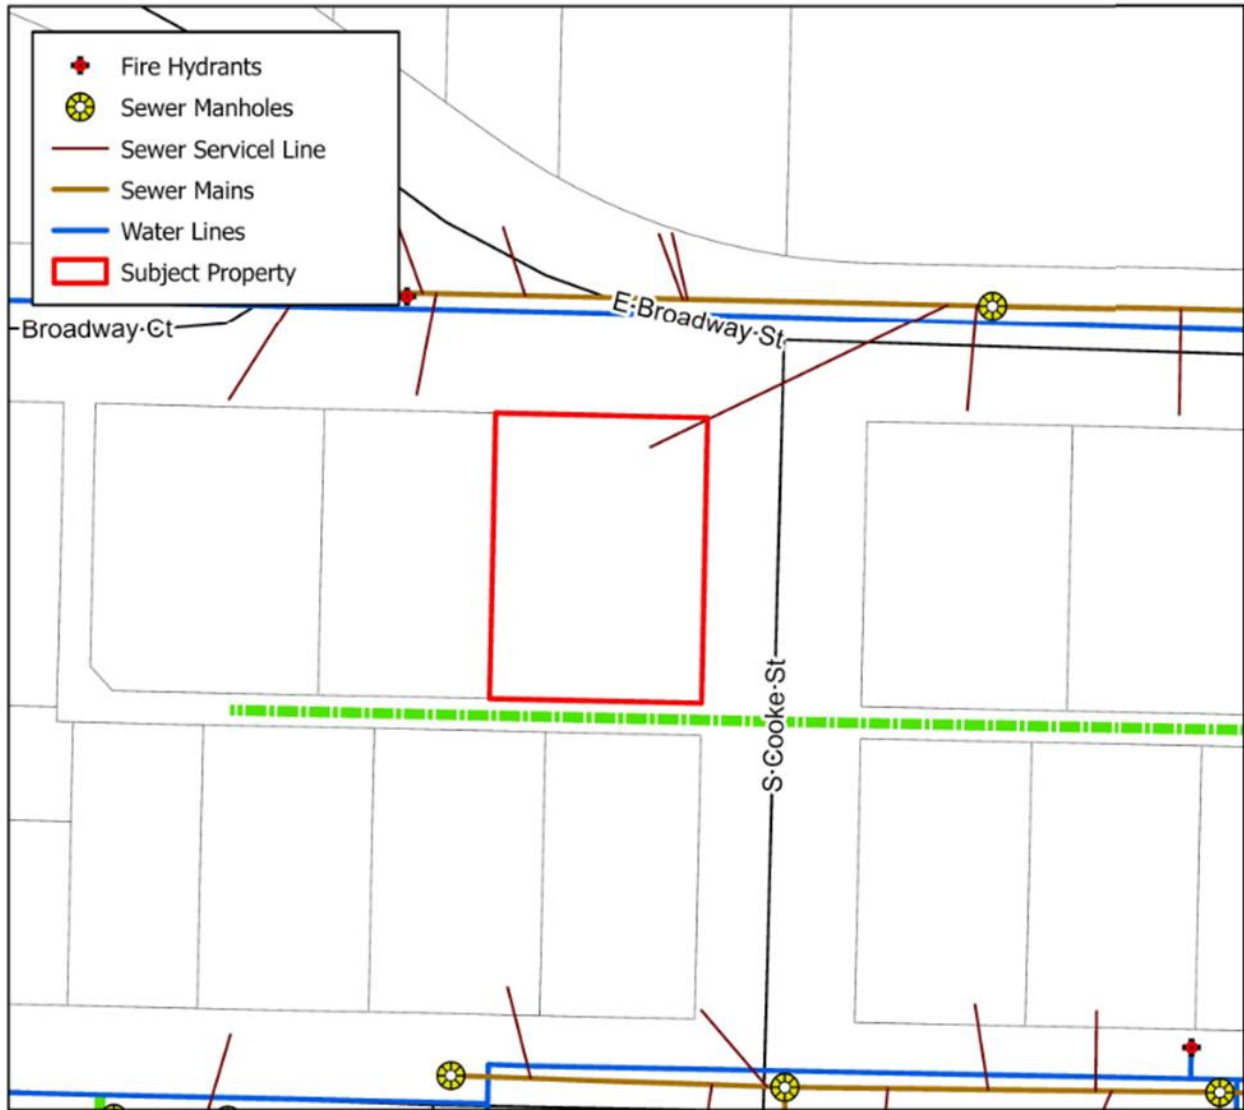 Fire Hydrants
Sewer Manholes
Sewer Servicel Line
Sewer Mains
Water Lines
Subject Property
E·Broadway·St
Broadway·Ct
S·Cooke·St